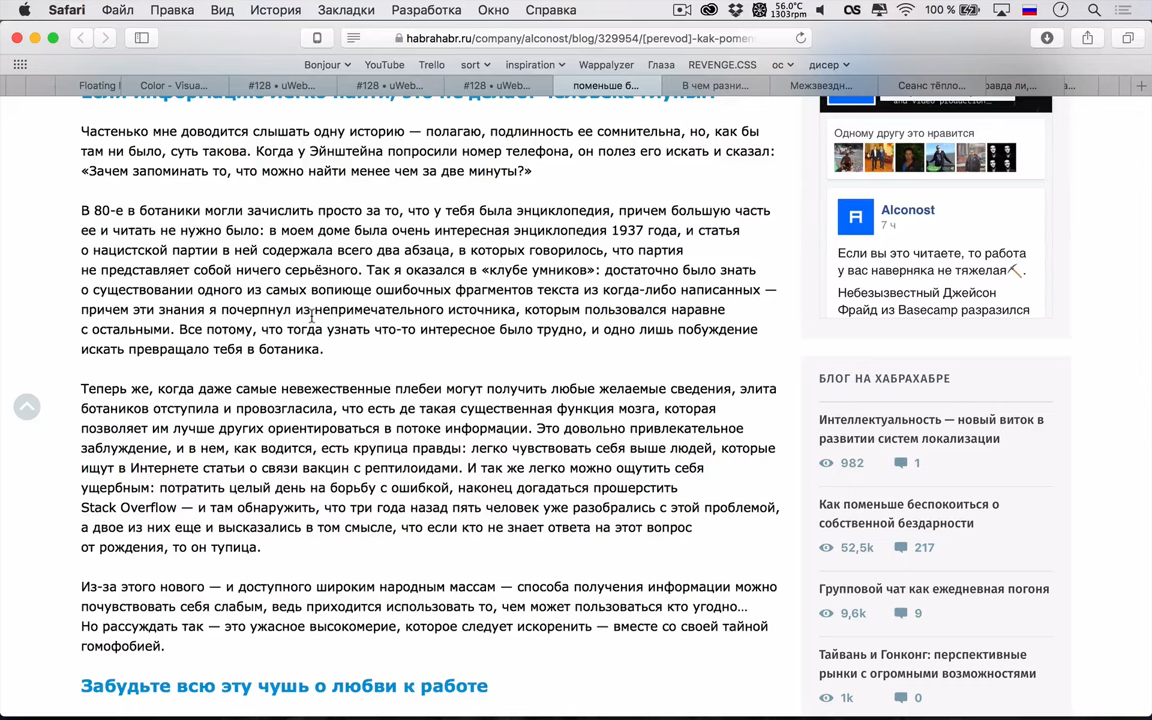 Safari Файл Правка Вид История Закладки Разработка Окно Справка
56.0°C
1303rpm
100 %
habrahabr.ru/company/alconost/blog/329954/[perevod]-kak-pomen
Bonjour YouTube Trello sort inspiration Wappalyzer Глаза REVENGE.CSS ос дисер
Floating l Color - Visua... #128 • uWeb... #128 • uWeb... #128 • uWeb... поменьше б... В чем разни... Межвездн... Сеанс тёпло... равда ли,...
Если информацию легко найти, это не делает человека глупым
and video production_
Частенько мне доводится слышать одну историю — полагаю, подлинность ее сомнительна, но, как бы
там ни было, суть такова. Когда у Эйнштейна попросили номер телефона, он полез его искать и сказал:
«Зачем запоминать то, что можно найти менее чем за две минуты?»
В 80-е в ботаники могли зачислить просто за то, что у тебя была энциклопедия, причем большую часть
ее и читать не нужно было: в моем доме была очень интересная энциклопедия 1937 года, и статья
о нацистской партии в ней содержала всего два абзаца, в которых говорилось, что партия
не представляет собой ничего серьёзного. Так я оказался в «клубе умников»: достаточно было знать
о существовании одного из самых вопиюще ошибочных фрагментов текста из когда-либо написанных —
причем эти знания я почерпнул из непримечательного источника, которым пользовался наравне
с остальными. Все потому, что тогда узнать что-то интересное было трудно, и одно лишь побуждение
искать превращало тебя в ботаника.
Теперь же, когда даже самые невежественные плебеи могут получить любые желаемые сведения, элита
ботаников отступила и провозгласила, что есть де такая существенная функция мозга, которая
позволяет им лучше других ориентироваться в потоке информации. Это довольно привлекательное
заблуждение, и в нем, как водится, есть крупица правды: легко чувствовать себя выше людей, которые
ищут в Интернете статьи о связи вакцин с рептилоидами. И так же легко можно ощутить себя
ущербным: потратить целый день на борьбу с ошибкой, наконец догадаться прошерстить
Stack Overflow — и там обнаружить, что три года назад пять человек уже разобрались с этой проблемой,
а двое из них еще и высказались в том смысле, что если кто не знает ответа на этот вопрос
от рождения, то он тупица.
Из-за этого нового — и доступного широким народным массам — способа получения информации можно
почувствовать себя слабым, ведь приходится использовать то, чем может пользоваться кто угодно...
Но рассуждать так — это ужасное высокомерие, которое следует искоренить — вместе со своей тайной
гомофобией.
Забудьте всю эту чушь о любви к работе
Одному другу это нравится
Alconost
7 ч
Если вы это читаете, то работа
у вас наверняка не тяжелая.
Небезызвестный Джейсон
Фрайд из Basecamp разразился
БЛОГ НА ХАБРАХАБРЕ
Интеллектуальность — новый виток в
развитии систем локализации
982 1
Как поменьше беспокоиться о
собственной бездарности
52,5k 217
Групповой чат как ежедневная погоня
9,6k 9
Тайвань и Гонконг: перспективные
рынки с огромными возможностями
1k 0